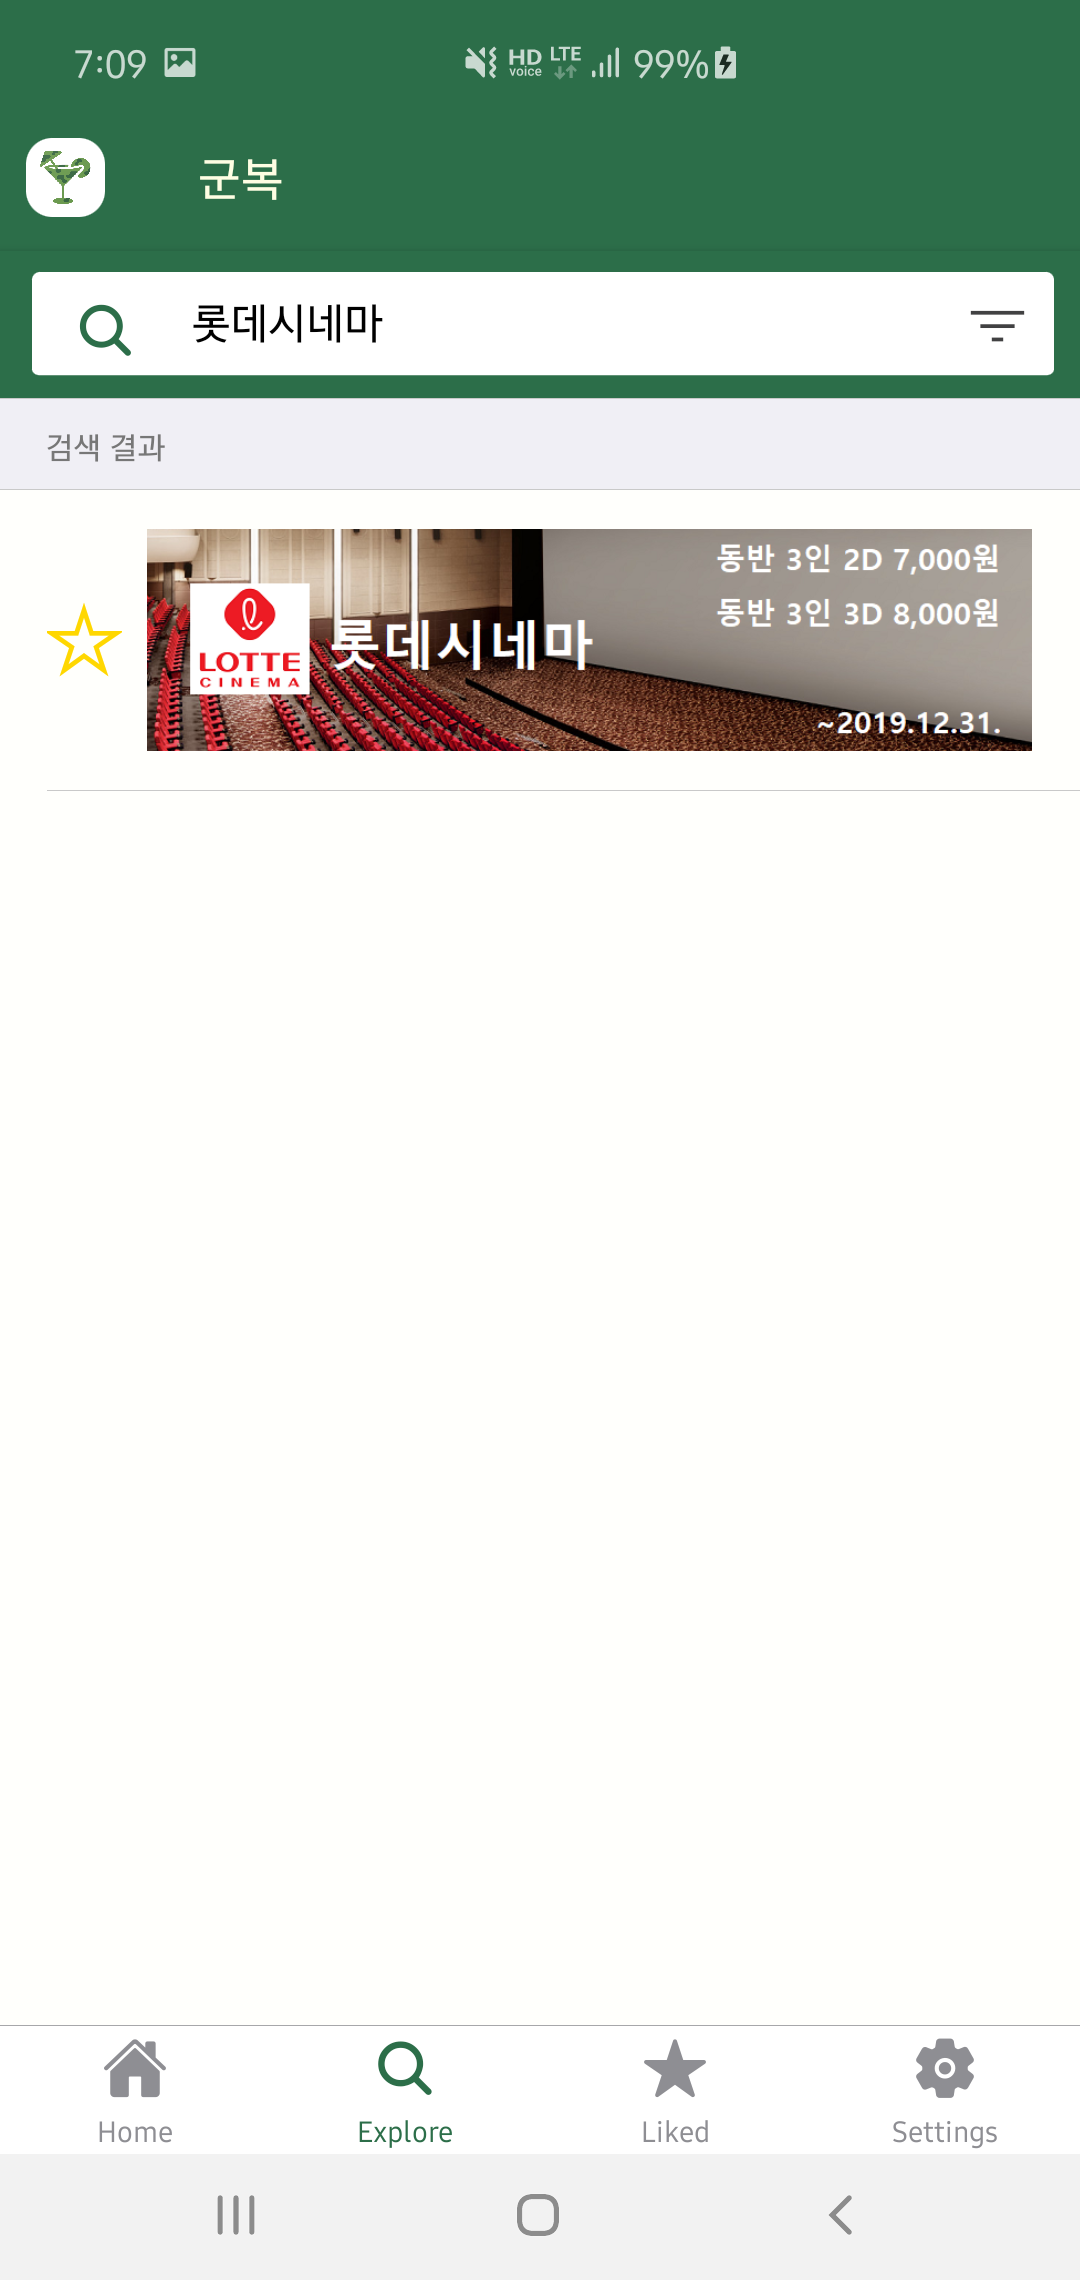 7:09 HD voice LTE 99%
군복
롯데시네마
검색 결과
동반 3인 2D 7,000원
동반 3인 3D 8,000원
LOTTE
CINEMA
롯데시네마
~2019.12.31.
Home Explore Liked Settings